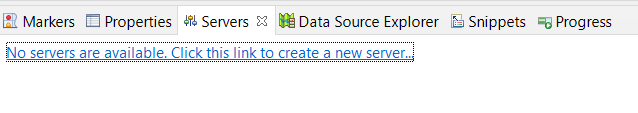 Markers Properties Servers Data Source Explorer Snippets Progress
No servers are available. Click this link to create a new server...